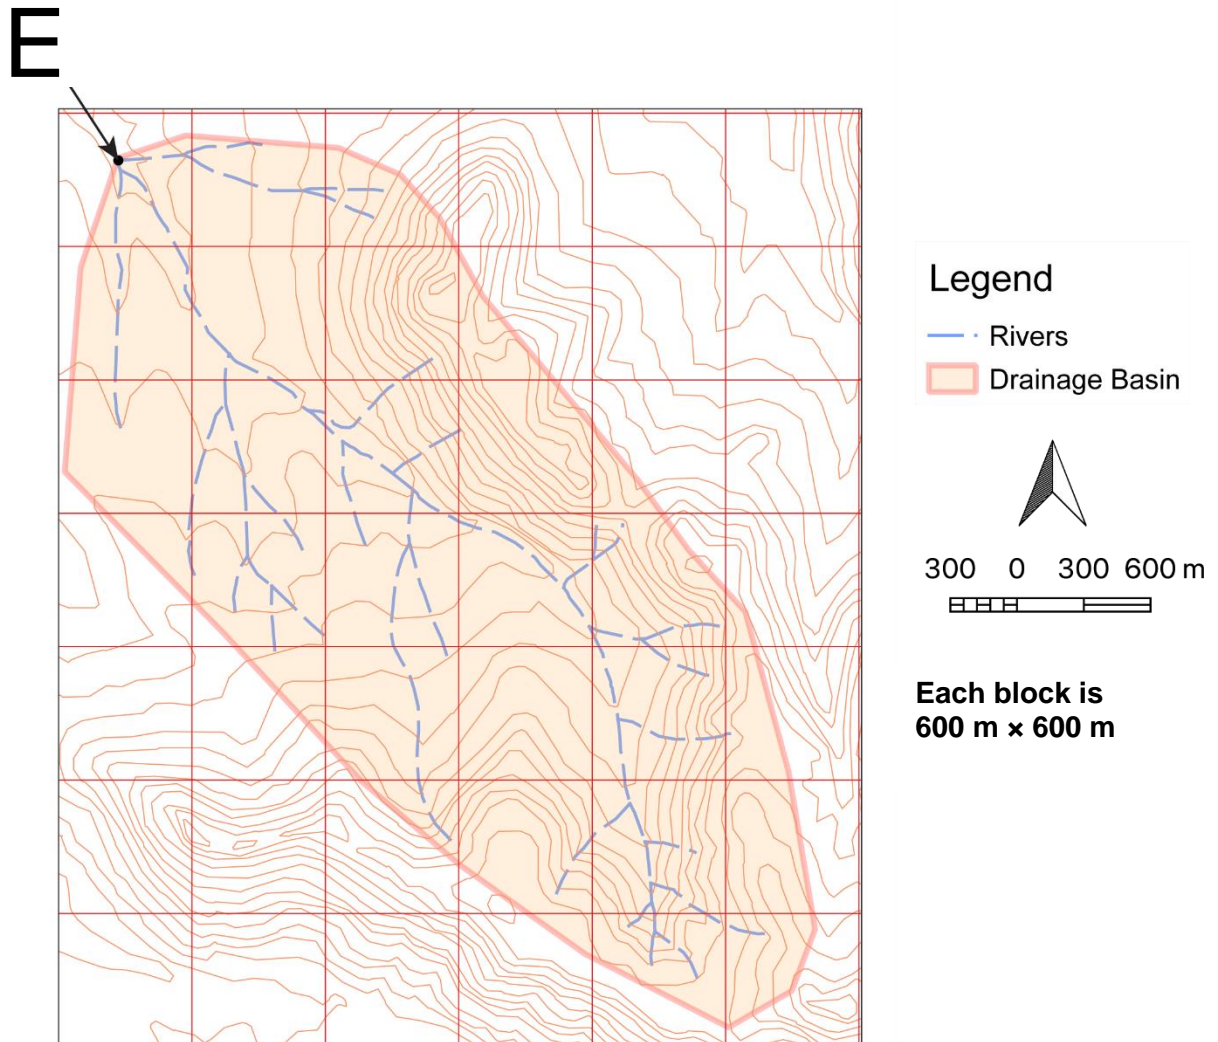 E
Legend
Rivers
Drainage Basin
300 0 300 600 m
Each block is
600 m × 600 m